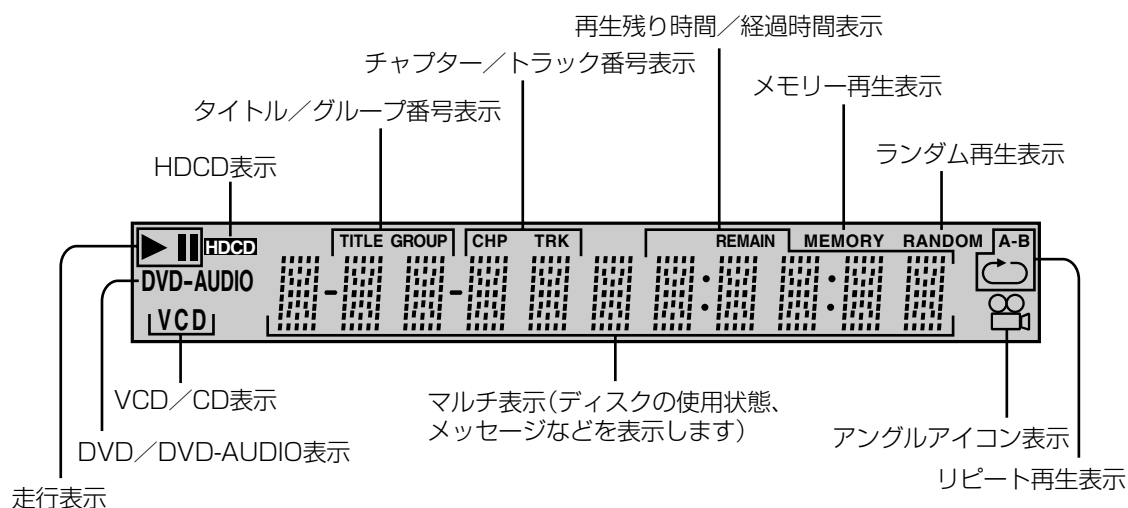 再生残り時間／経過時間表示
チャプター／トラック番号表示
メモリー再生表示
タイトル／グループ番号表示
ランダム再生表示
HDCD表示
HDCD TITLE GROUP CHP TRK REMAIN MEMORY RANDOM A-B
DVD-AUDIO
VCD
VCD／CD表示
マルチ表示（ディスクの使用状態、
メッセージなどを表示します）
アングルアイコン表示
DVD／DVD-AUDIO表示
リピート再生表示
走行表示